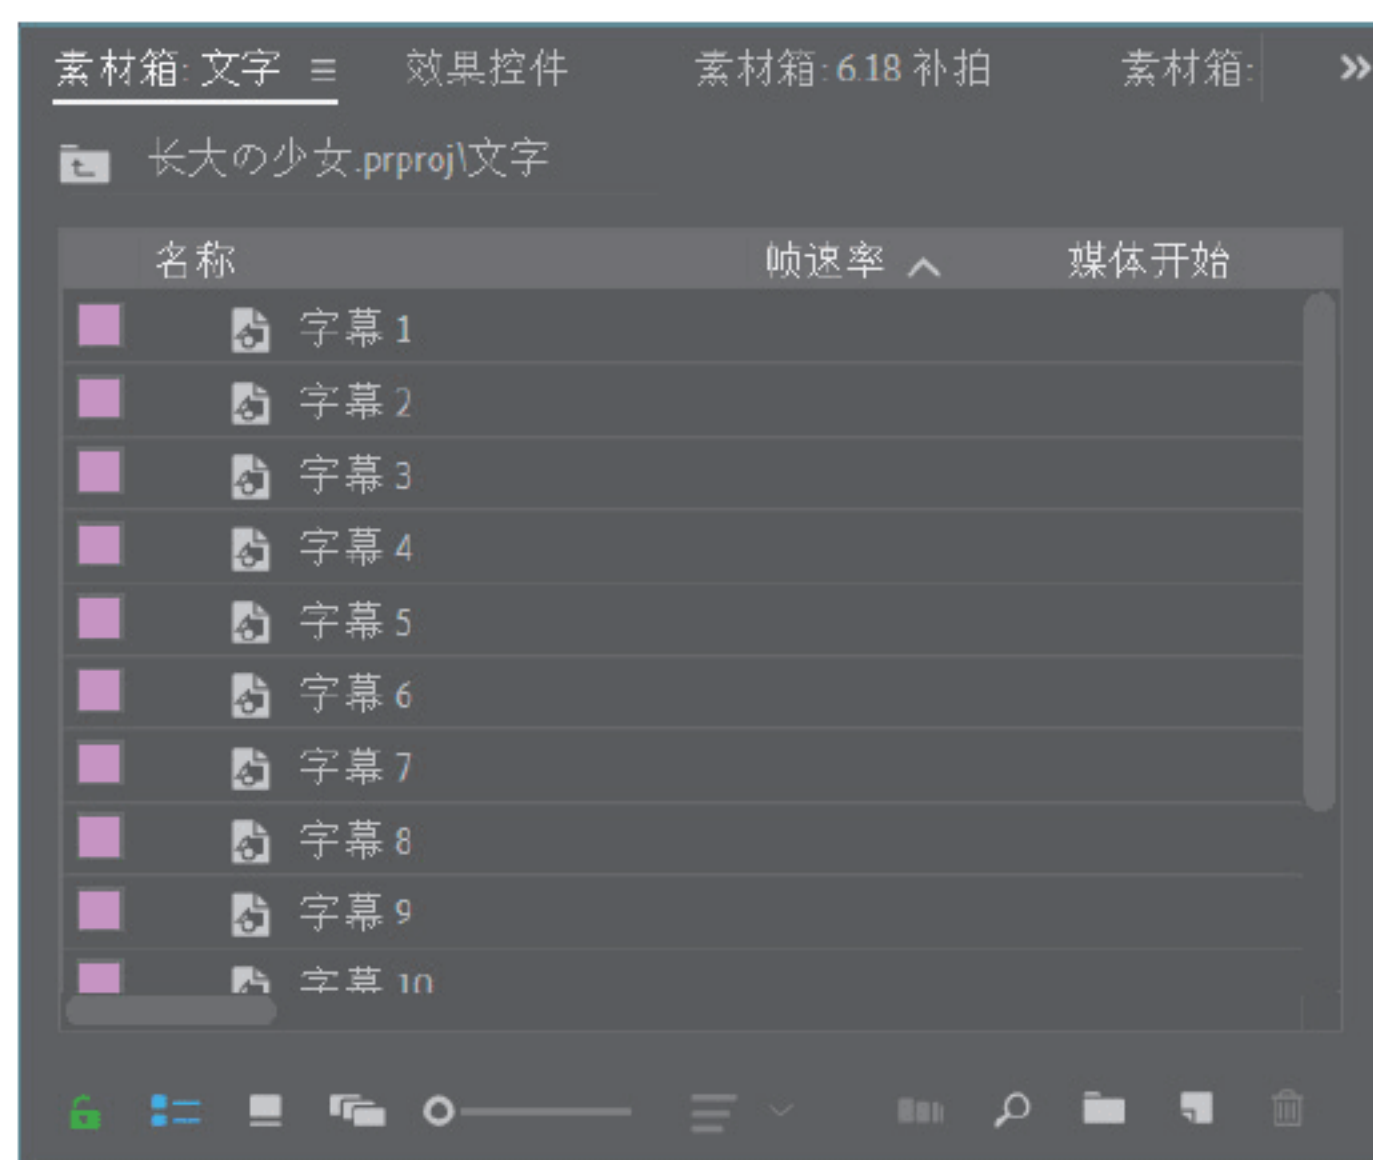 素材箱: 文字 效果控件 素材箱: 6.18 补拍 素材箱:
长大の少女.prproj\文字
名称 帧速率 媒体开始
字幕 1
字幕 2
字幕 3
字幕 4
字幕 5
字幕 6
字幕 7
字幕 8
字幕 9
字幕 10